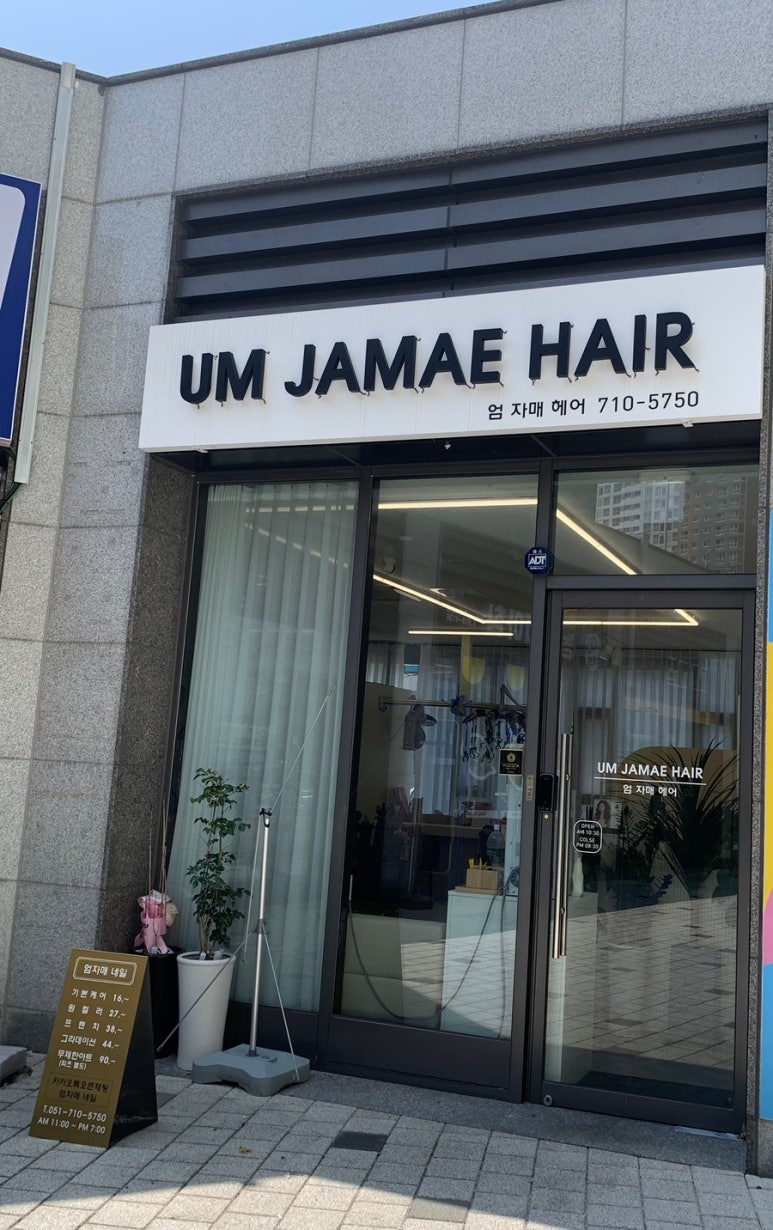 UM JAMAE HAIR
엄 자매 헤어 710-5750
ADT
UM JAMAE HAIR
엄 자매 헤어
OPEN
AM 10:30
COLSE
PM 08:30
엄자매 네일
기본케어 16,~
원 컬러 27,~
프렌치 38,~
그라데이션 44,~
무제한아트 90,~
카카오톡오픈채팅
엄자매 네일
T.051-710-5750
AM 11:00 ~ PM 7:00